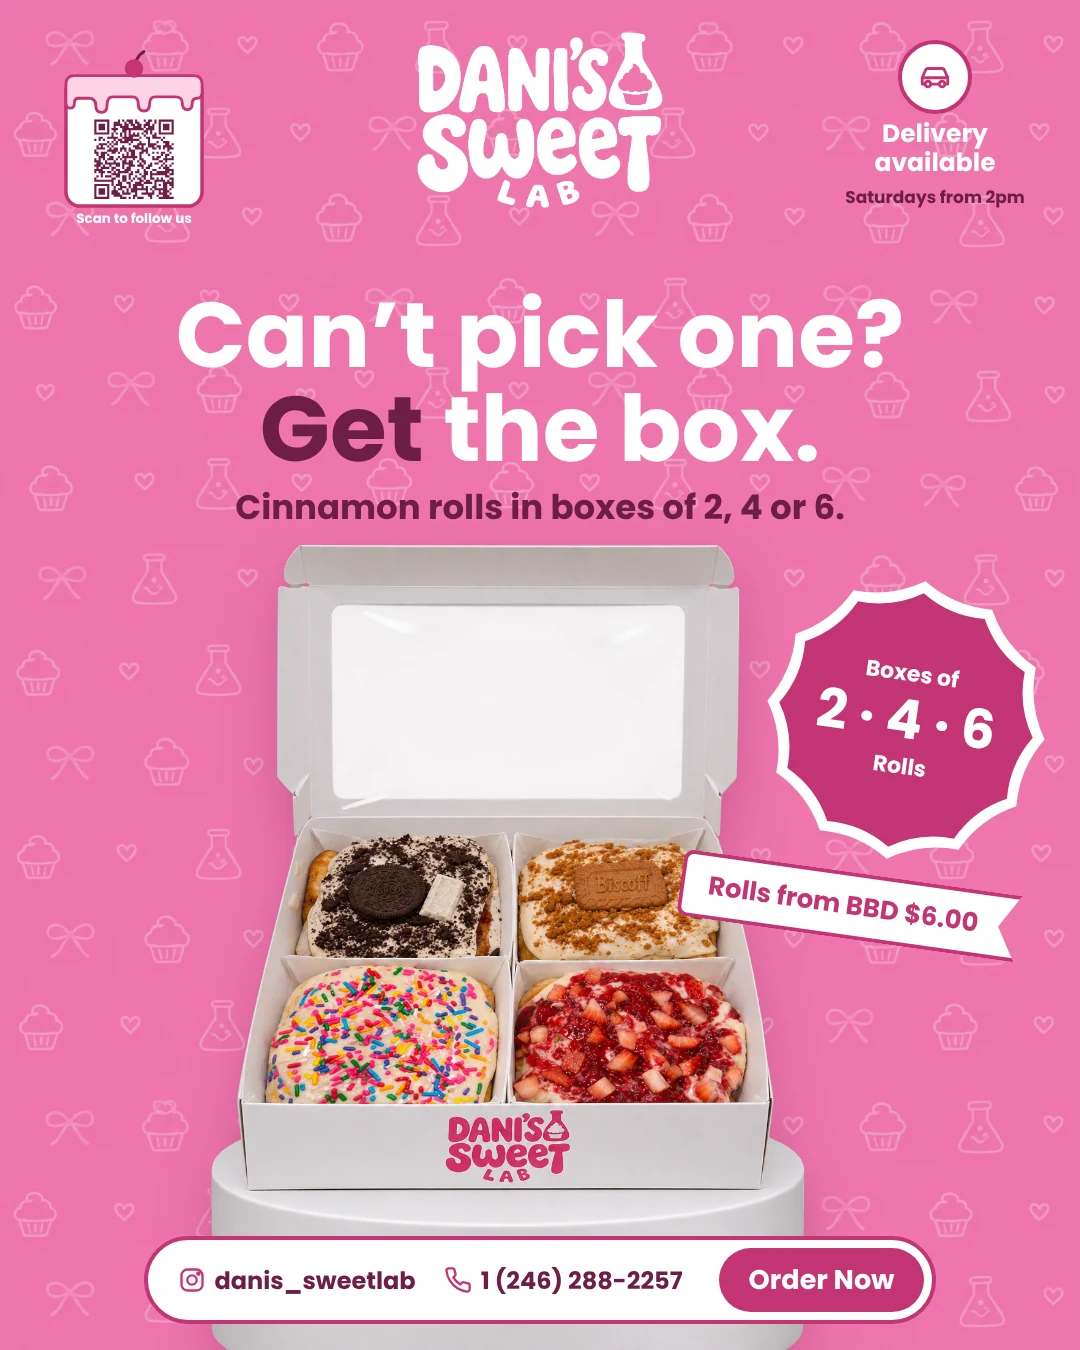 DANI'S
SWeeT
LAB
Scan to follow us
Delivery
available
Saturdays from 2pm
Can't pick one?
Get the box.
Cinnamon rolls in boxes of 2, 4 or 6.
Boxes of
2 • 4 • 6
Rolls
Biscoff
Rolls from BBD $6.00
DANI'S
SWeeT
LAB
danis_sweetlab
1 (246) 288-2257
Order Now